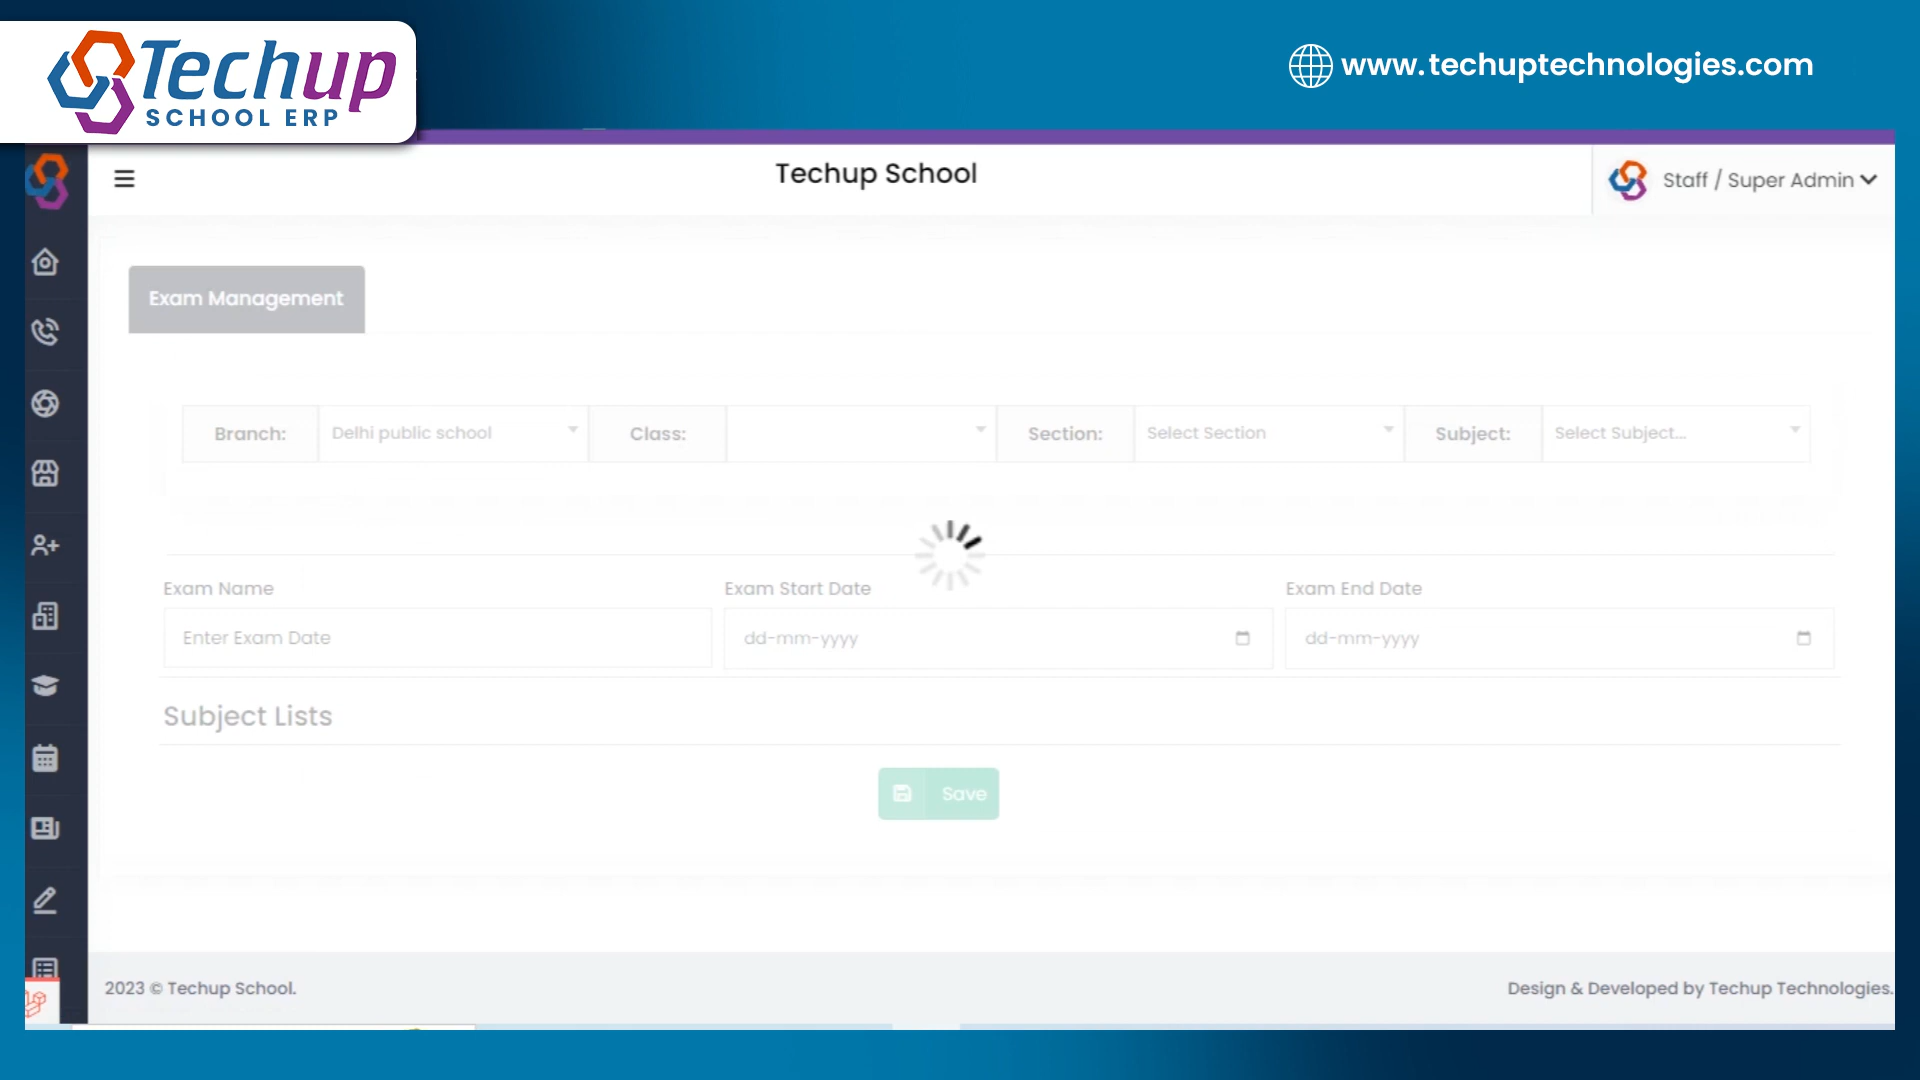 Techup
SCHOOL ERP
www.techuptechnologies.com
Techup School
Staff / Super Admin
Exam Management
Branch: Delhi public school Class: Section: Select Section Subject: Select Subject...
Exam Name Exam Start Date Exam End Date
Enter Exam Date dd-mm-yyyy dd-mm-yyyy
Subject Lists
Save
2023 © Techup School. Design & Developed by Techup Technologies.